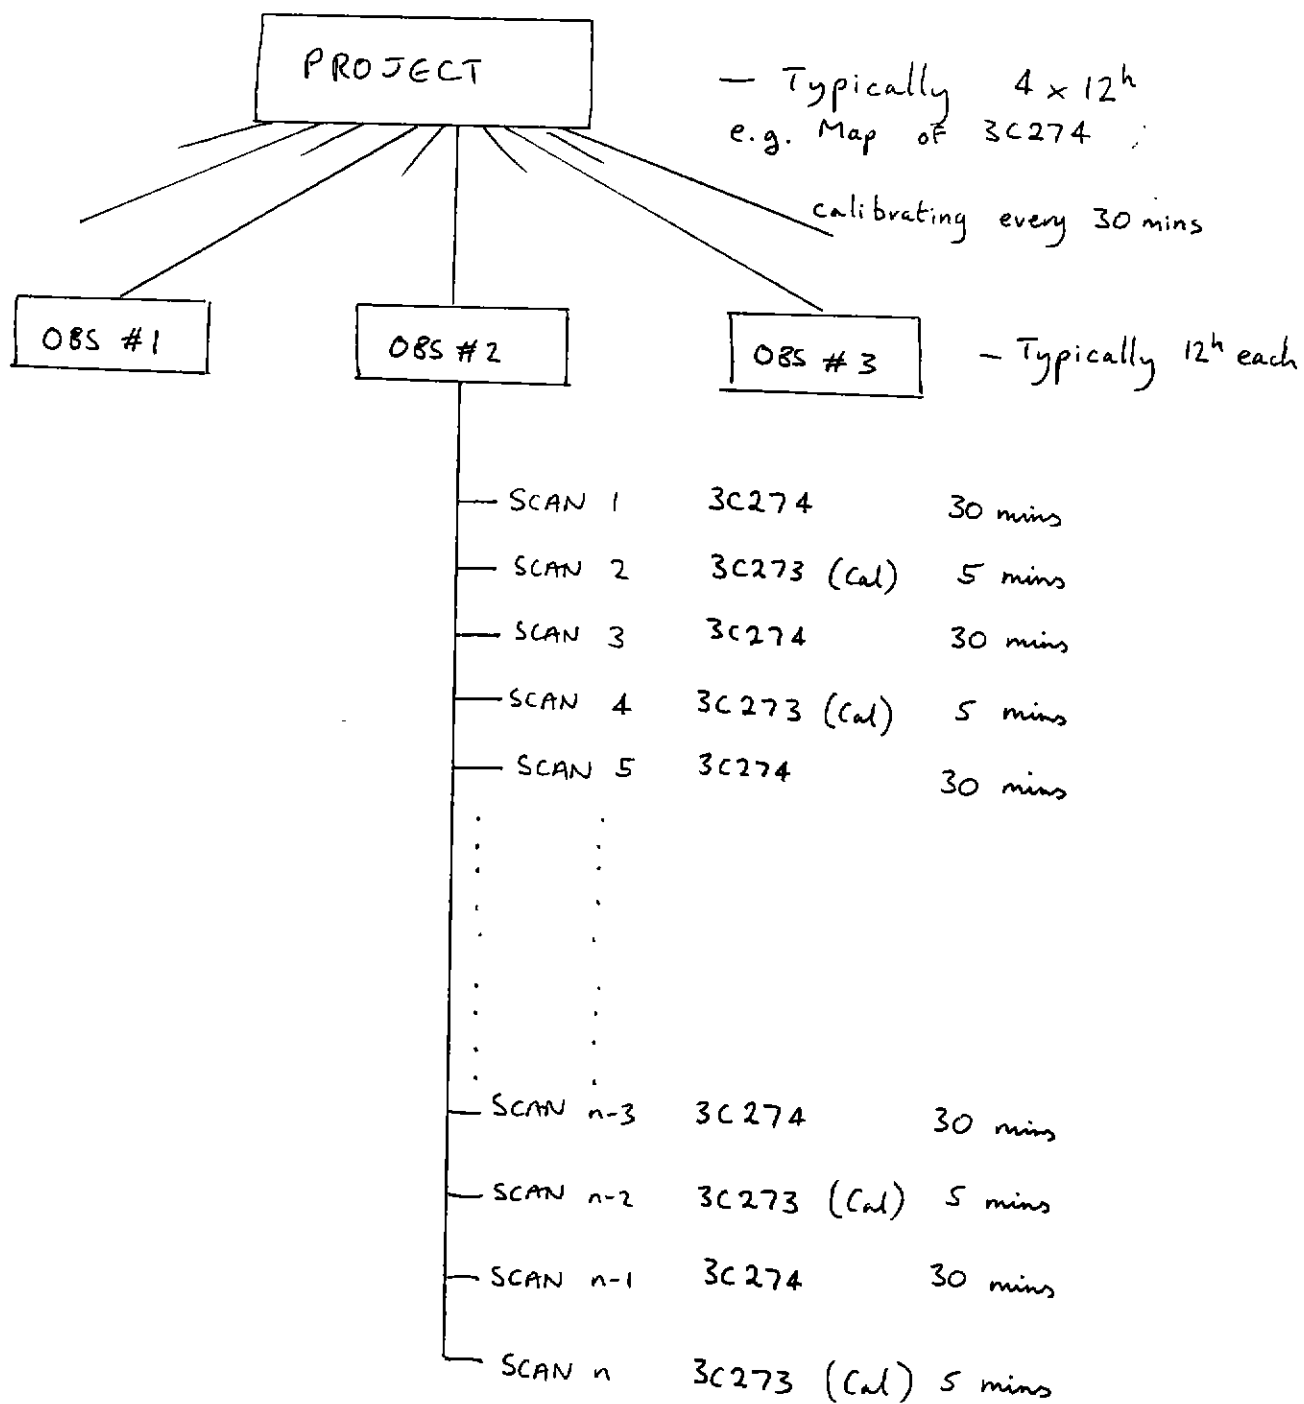 PROJECT
— Typically 4 x 12ʰ
e.g. Map of 3C274 ;
calibrating every 30 mins
OBS #1
OBS #2
OBS #3
— Typically 12ʰ each
SCAN 1 3C274 30 mins
SCAN 2 3C273 (Cal) 5 mins
SCAN 3 3C274 30 mins
SCAN 4 3C273 (Cal) 5 mins
SCAN 5 3C274 30 mins
SCAN n-3 3C274 30 mins
SCAN n-2 3C273 (Cal) 5 mins
SCAN n-1 3C274 30 mins
SCAN n 3C273 (Cal) 5 mins